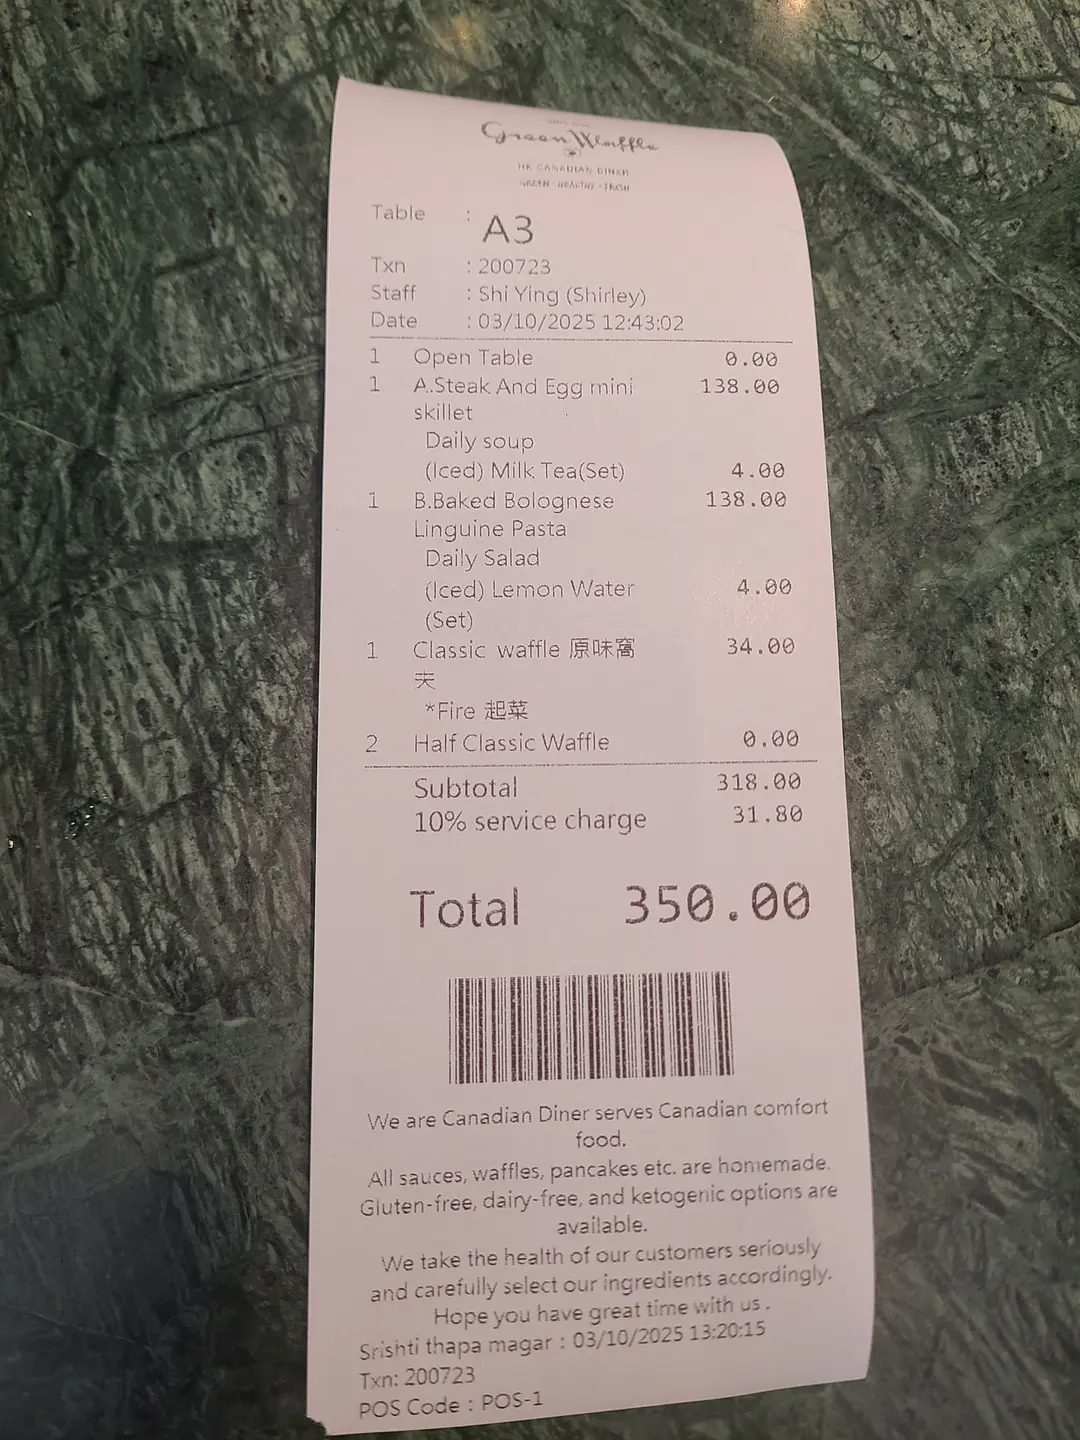 Green Waffle
HK CANADIAN DINER
GREEN · HEALTHY · FRESH
Table : A3
Txn : 200723
Staff : Shi Ying (Shirley)
Date : 03/10/2025 12:43:02
1 Open Table 0.00
1 A.Steak And Egg mini 138.00
skillet
Daily soup
(Iced) Milk Tea(Set) 4.00
1 B.Baked Bolognese 138.00
Linguine Pasta
Daily Salad
(Iced) Lemon Water 4.00
(Set)
1 Classic waffle 原味窩 34.00
夫
*Fire 起菜
2 Half Classic Waffle 0.00
Subtotal 318.00
10% service charge 31.80
Total 350.00
We are Canadian Diner serves Canadian comfort
food.
All sauces, waffles, pancakes etc. are homemade.
Gluten-free, dairy-free, and ketogenic options are
available.
We take the health of our customers seriously
and carefully select our ingredients accordingly.
Hope you have great time with us .
Srishti thapa magar : 03/10/2025 13:20:15
Txn: 200723
POS Code : POS-1